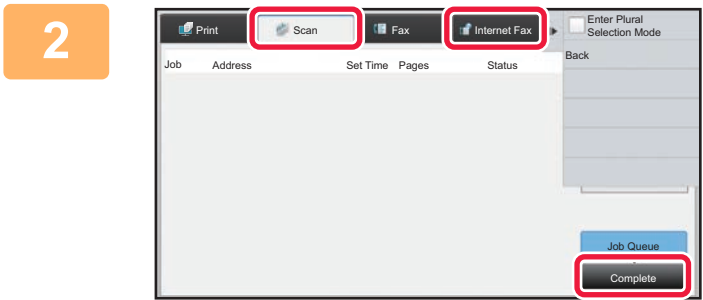 2
Print
Scan
Fax
Internet Fax
Enter Plural
Selection Mode
Back
Job Address Set Time Pages Status
Job Queue
Complete